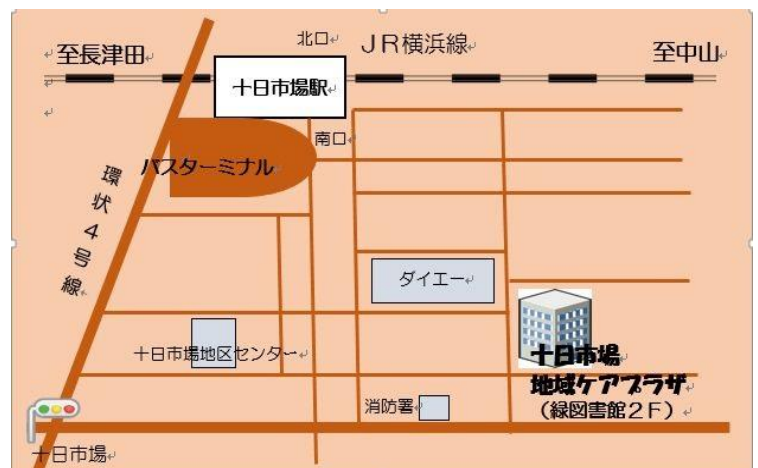 北口
JR横浜線
至長津田
至中山
十日市場駅
南口
バスターミナル
環状4号線
ダイエー
十日市場地区センター
十日市場
地域ケアプラザ
(緑図書館2F)
消防署
十日市場